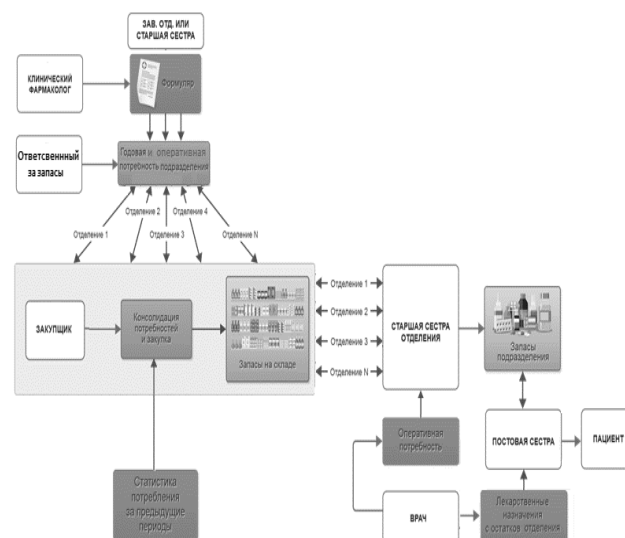 ЗАВ. ОТД. ИЛИ
СТАРШАЯ СЕСТРА
КЛИНИЧЕСКИЙ
ФАРМАКОЛОГ
Формуляр
Ответсвеннный
за запасы
Годовая и оперативная
потребность подразделения
Отделение 1
Отделение 2
Отделение 3
Отделение 4
Отделение N
ЗАКУПЩИК
Консолидация
потребностей
и закупка
Запасы на складе
Отделение 1
Отделение 2
Отделение 3
Отделение N
СТАРШАЯ СЕСТРА
ОТДЕЛЕНИЯ
Запасы
подразделения
Оперативная
потребность
ПОСТОВАЯ СЕСТРА
ПАЦИЕНТ
Статистика
потребления
за предыдущие
периоды
ВРАЧ
Лекарственные
назначения
с остатков отделения